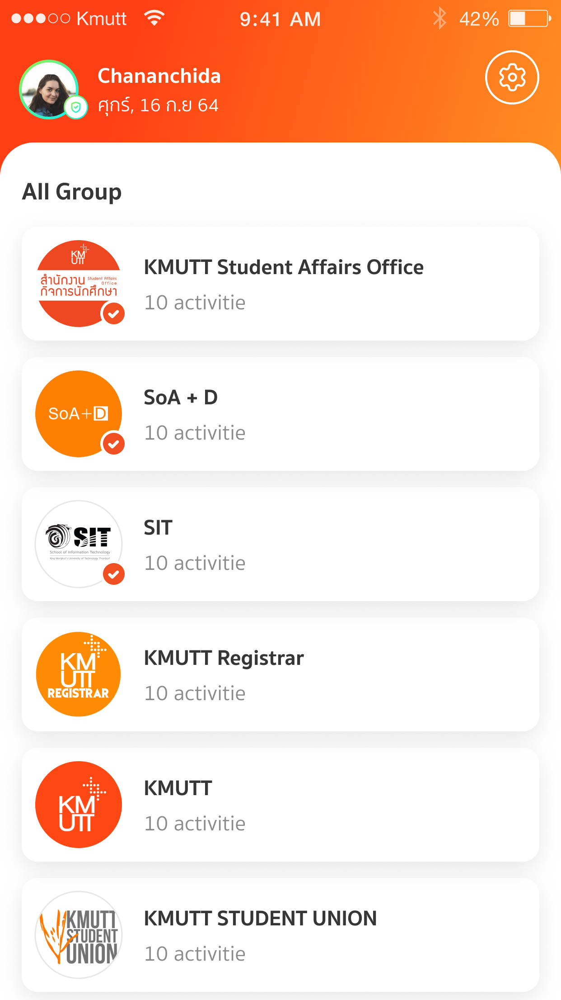 Kmutt 9:41 AM 42%
Chananchida
ศุกร์, 16 ก.ย 64
All Group
KM
UTT
สำนักงาน Student Affairs
Office
กิจการนักศึกษา
KMUTT Student Affairs Office
10 activitie
SoA+D
SoA + D
10 activitie
SIT
School of Information Technology
King Mongkut's University of Technology Thonburi
SIT
10 activitie
KM
UTT
REGISTRAR
KMUTT Registrar
10 activitie
KM
UTT
KMUTT
10 activitie
KMUTT
STUDENT
UNION
KMUTT STUDENT UNION
10 activitie